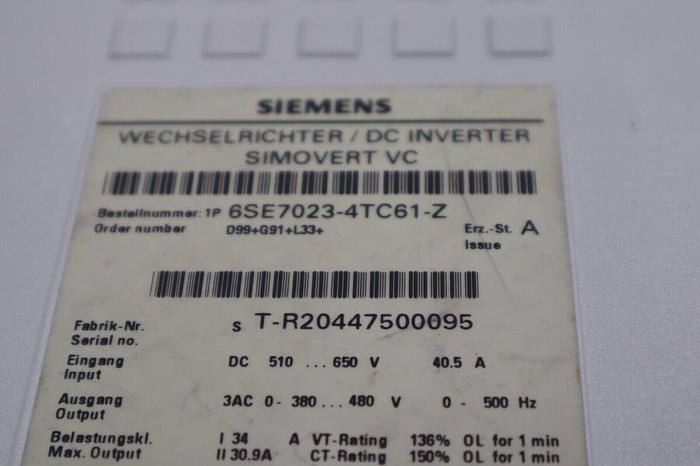 SIEMENS
WECHSELRICHTER / DC INVERTER
SIMOVERT VC
Bestellnummer: 1P 6SE7023-4TC61-Z
Order number D99+G91+L33+ Erz.-St. A
Issue
Fabrik-Nr. S T-R20447500095
Serial no.
Eingang DC 510 ... 650 V 40.5 A
Input
Ausgang 3AC 0- 380 ... 480 V 0 - 500 Hz
Output
Belastungskl. I 34 A VT-Rating 136% OL for 1 min
Max. Output II 30.9A CT-Rating 150% OL for 1 min